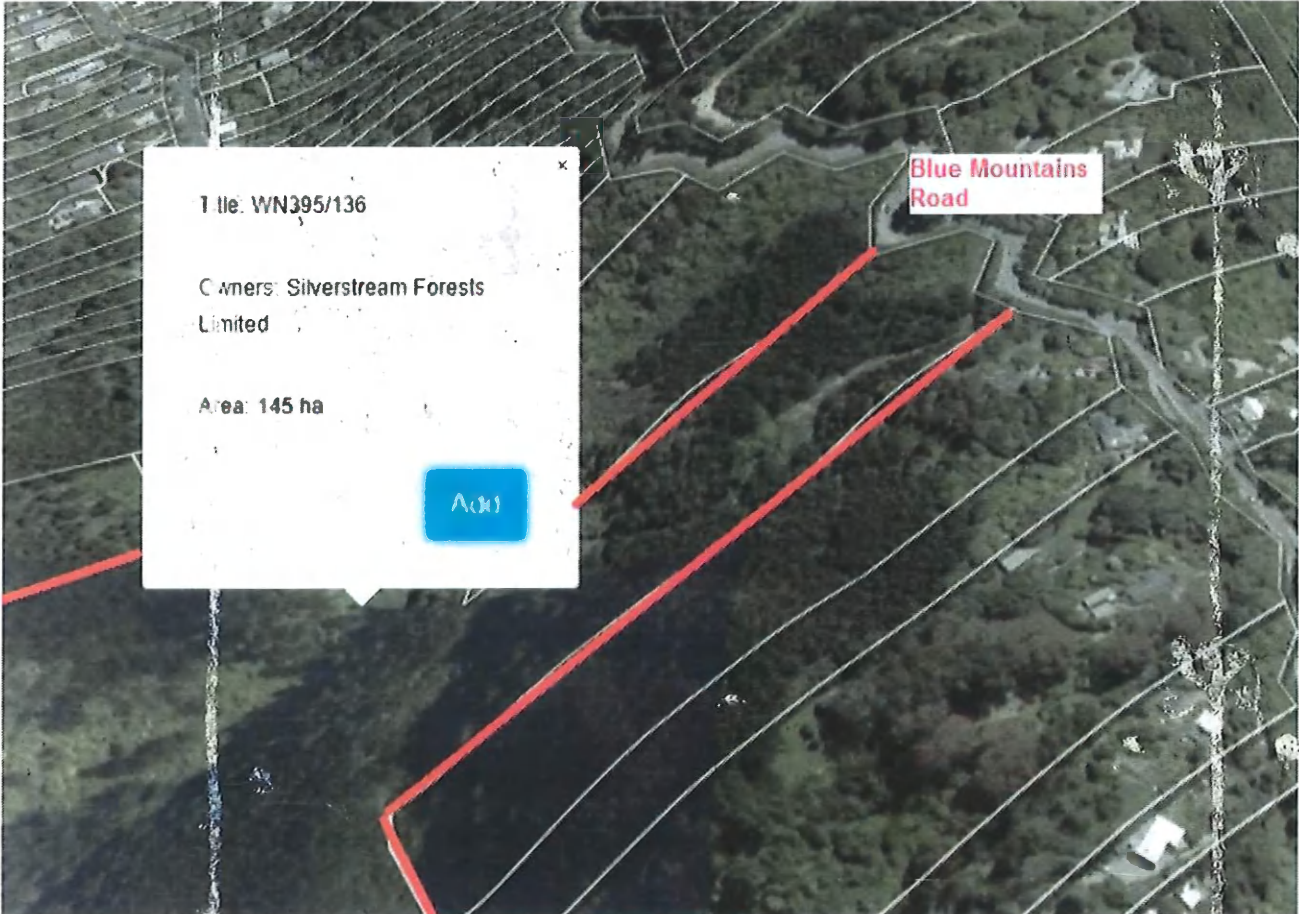 ×
Title: WN395/136
Owners: Silverstream Forests
Limited
Area: 145 ha
Add
Blue Mountains
Road